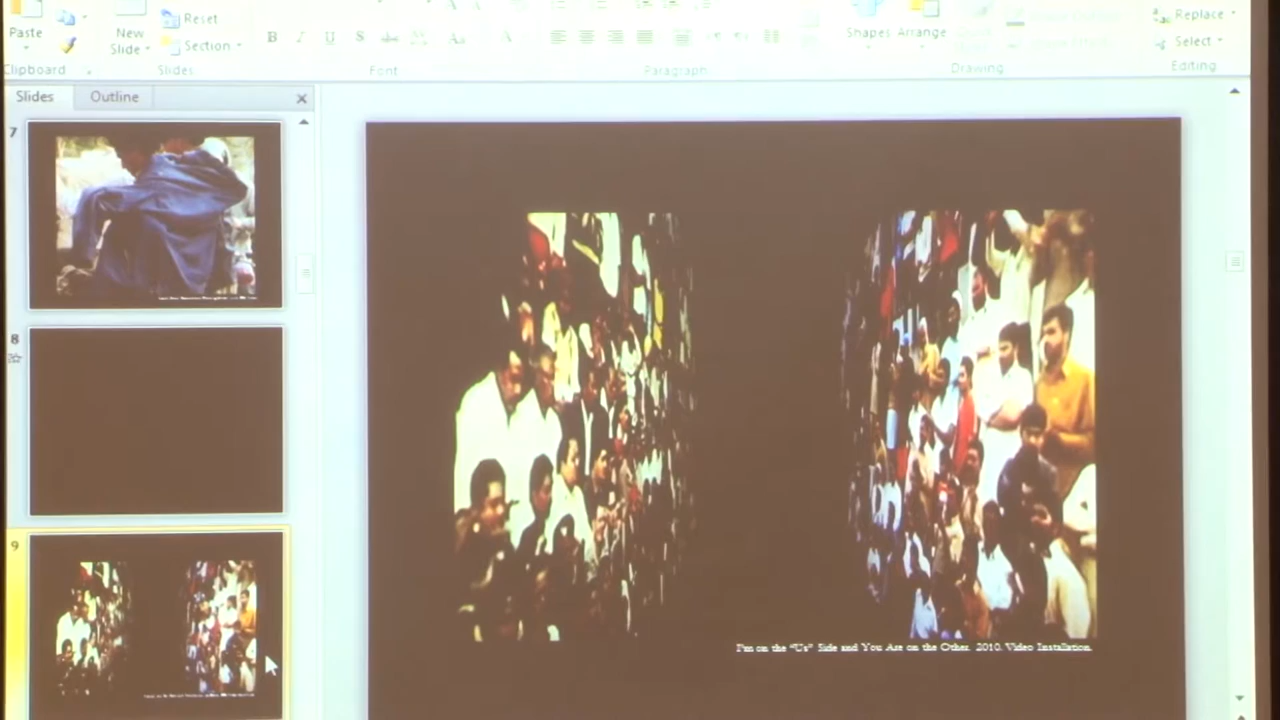 Paste
New
Slide
Reset
Section
B I U S
Replace
Select
Shapes Arrange
Clipboard
Slides
Font
Paragraph
Drawing
Editing
Slides
Outline
7
8
9
I'm on the "Us" Side and You Are on the Other. 2010. Video Installation.